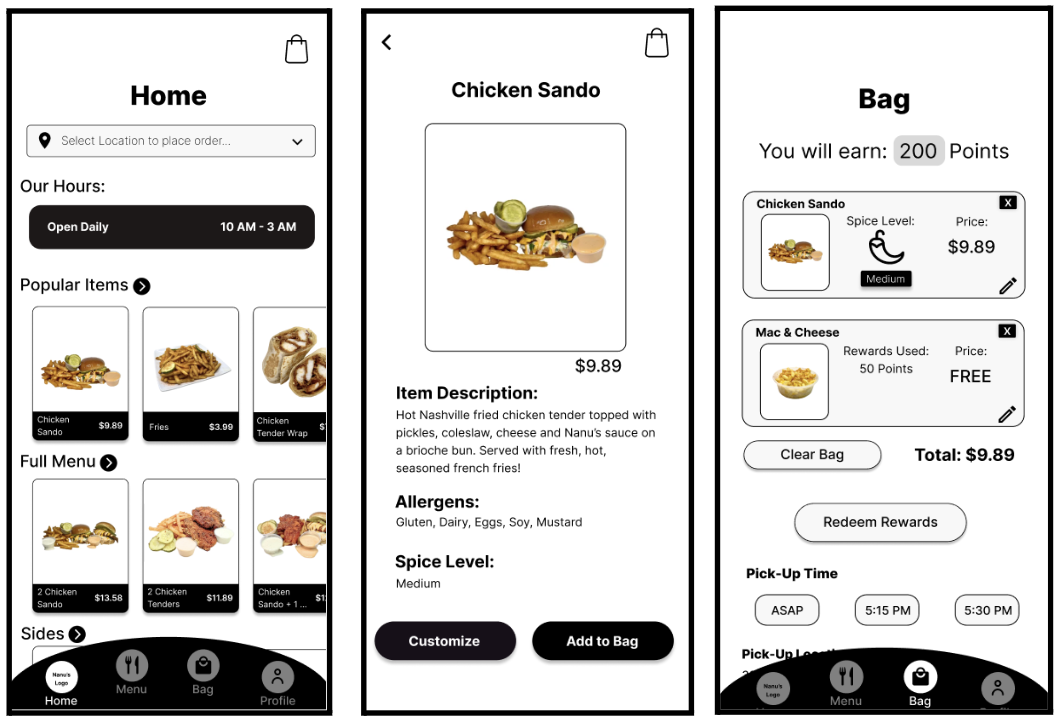 Home
Select Location to place order...
Our Hours:
Open Daily 10 AM - 3 AM
Popular Items
Chicken
Sando $9.89
Fries $3.99
Chicken
Tender Wrap
Full Menu
2 Chicken
Sando $13.58
2 Chicken
Tenders $11.89
Chicken
Sando + 1 ...
Sides
Nanu's
Logo
Home
Menu
Bag
Profile
Chicken Sando
$9.89
Item Description:
Hot Nashville fried chicken tender topped with
pickles, coleslaw, cheese and Nanu's sauce on
a brioche bun. Served with fresh, hot,
seasoned french fries!
Allergens:
Gluten, Dairy, Eggs, Soy, Mustard
Spice Level:
Medium
Customize
Add to Bag
Bag
You will earn: 200 Points
Chicken Sando
X
Spice Level:
Medium
Price:
$9.89
Mac & Cheese
X
Rewards Used:
50 Points
Price:
FREE
Clear Bag
Total: $9.89
Redeem Rewards
Pick-Up Time
ASAP
5:15 PM
5:30 PM
Pick-Up
Nanu's
Logo
Menu
Bag